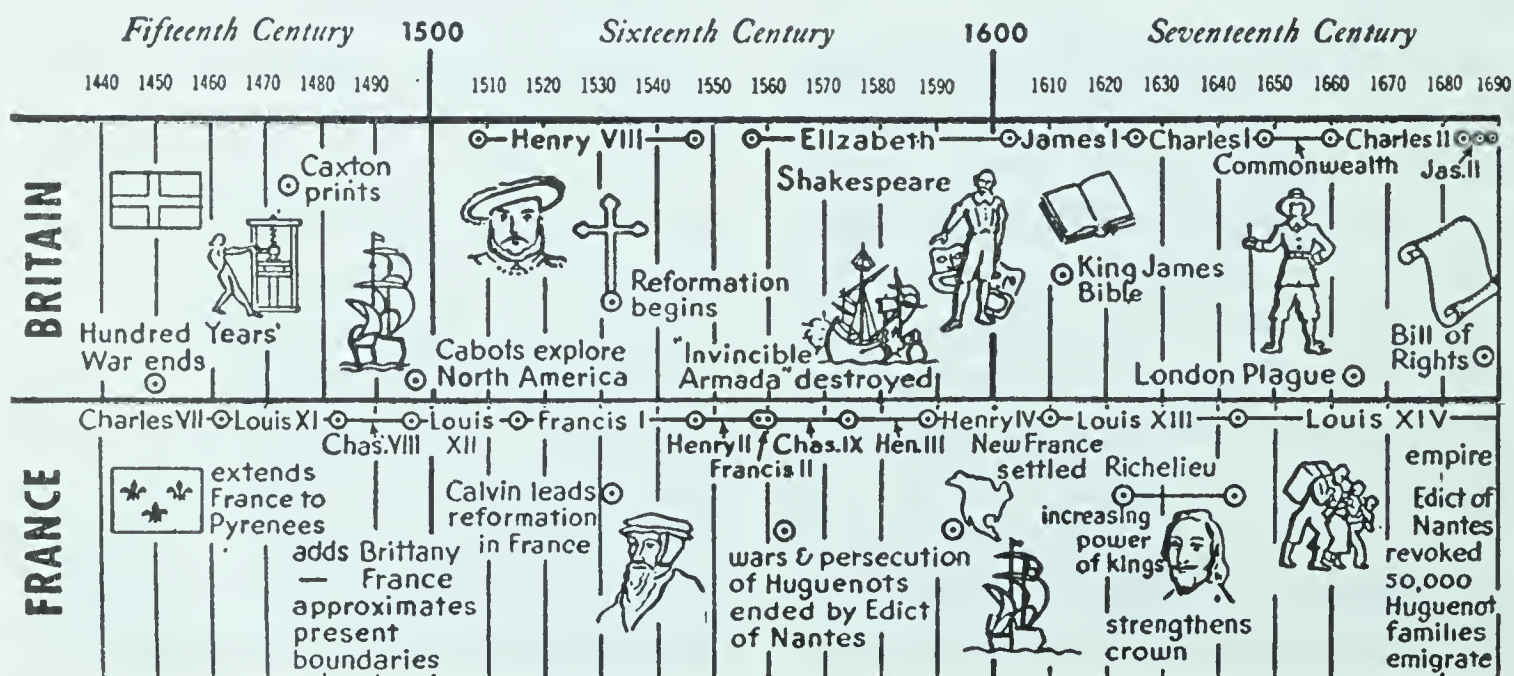 Fifteenth Century 1500 Sixteenth Century 1600 Seventeenth Century
1440 1450 1460 1470 1480 1490 1510 1520 1530 1540 1550 1560 1570 1580 1590 1610 1620 1630 1640 1650 1660 1670 1680 1690
BRITAIN
Henry VIII Elizabeth James I Charles I Charles II
Commonwealth Jas.II
Caxton
prints
Shakespeare
King James
Bible
Reformation
begins
Hundred Years'
War ends
Cabots explore
North America
"Invincible
Armada" destroyed
London Plague
Bill of
Rights
FRANCE
Charles VII Louis XI Louis Francis I Henry IV Louis XIII Louis XIV
Chas.VIII XII Henry II Chas.IX Hen.III New France
Francis II settled Richelieu
extends
France to
Pyrenees
adds Brittany
— France
approximates
present
boundaries
Calvin leads
reformation
in France
wars & persecution
of Huguenots
ended by Edict
of Nantes
increasing
power
of kings
strengthens
crown
empire
Edict of
Nantes
revoked
50,000
Huguenot
families
emigrate